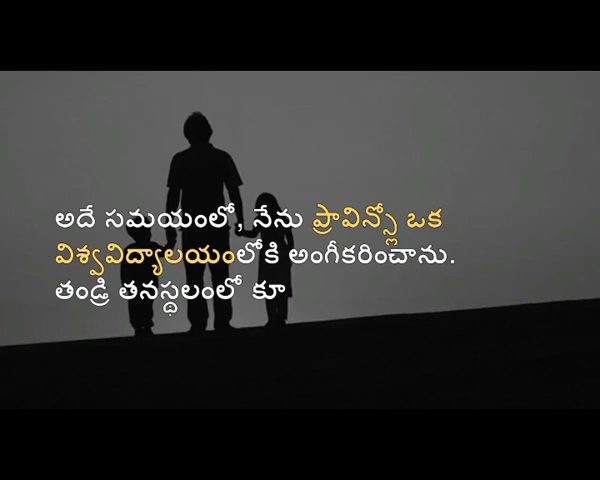 అదే సమయంలో, నేను ప్రావిన్స్లో ఒక
విశ్వవిద్యాలయంలోకి అంగీకరించాను.
తండ్రి తనస్థలంలో కూ